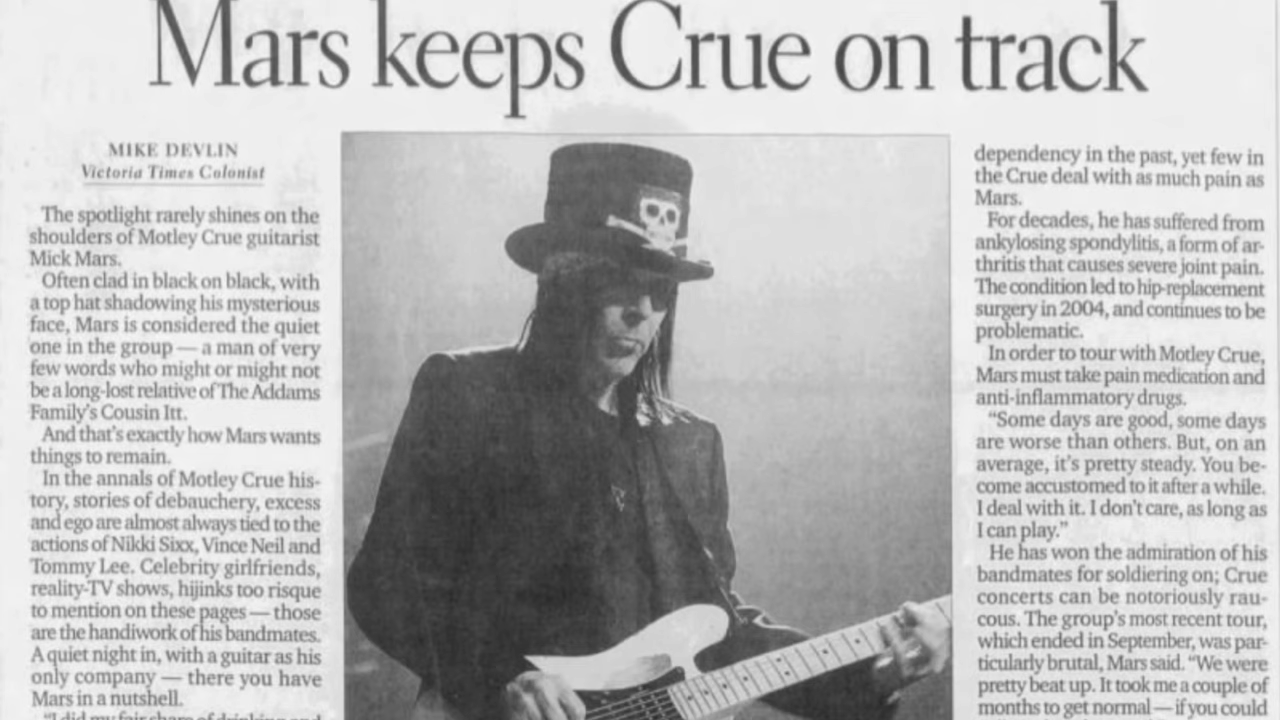 Mars keeps Crue on track
MIKE DEVLIN
Victoria Times Colonist
The spotlight rarely shines on the
shoulders of Motley Crue guitarist
Mick Mars.
Often clad in black on black, with
a top hat shadowing his mysterious
face, Mars is considered the quiet
one in the group — a man of very
few words who might or might not
be a long-lost relative of The Addams
Family's Cousin Itt.
And that's exactly how Mars wants
things to remain.
In the annals of Motley Crue his-
tory, stories of debauchery, excess
and ego are almost always tied to the
actions of Nikki Sixx, Vince Neil and
Tommy Lee. Celebrity girlfriends,
reality-TV shows, hijinks too risque
to mention on these pages — those
are the handiwork of his bandmates.
A quiet night in, with a guitar as his
only company — there you have
Mars in a nutshell.
"I did my fair share of drinking and
dependency in the past, yet few in
the Crue deal with as much pain as
Mars.
For decades, he has suffered from
ankylosing spondylitis, a form of ar-
thritis that causes severe joint pain.
The condition led to hip-replacement
surgery in 2004, and continues to be
problematic.
In order to tour with Motley Crue,
Mars must take pain medication and
anti-inflammatory drugs.
"Some days are good, some days
are worse than others. But, on an
average, it's pretty steady. You be-
come accustomed to it after a while.
I deal with it. I don't care, as long as
I can play."
He has won the admiration of his
bandmates for soldiering on; Crue
concerts can be notoriously rau-
cous. The group's most recent tour,
which ended in September, was par-
ticularly brutal, Mars said. "We were
pretty beat up. It took me a couple of
months to get normal — if you could